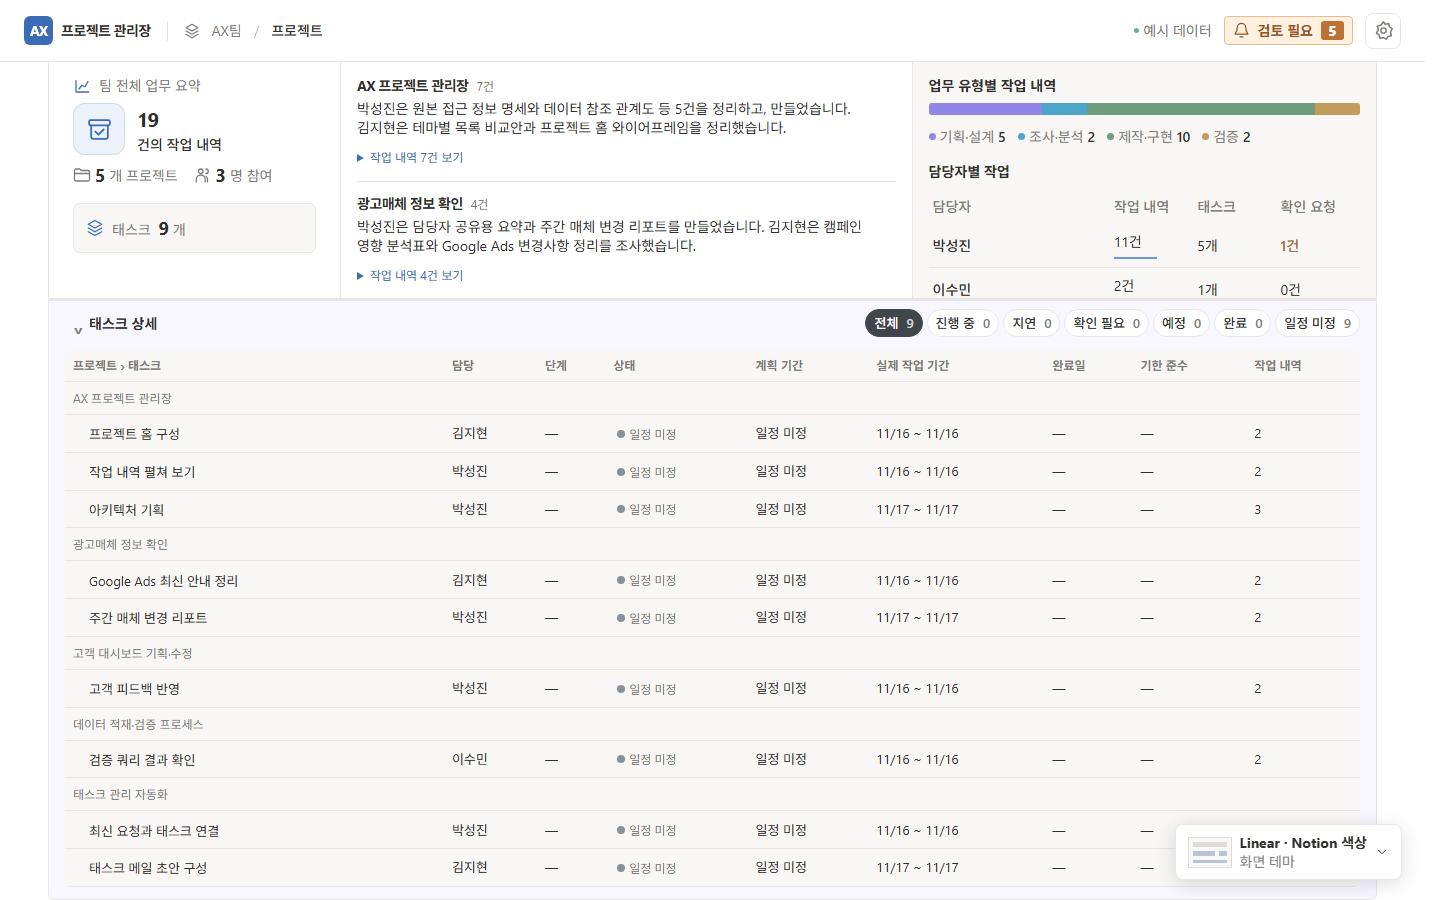 AX 프로젝트 관리장 AX팀 / 프로젝트 예시 데이터 검토 필요 5
팀 전체 업무 요약
19
건의 작업 내역
5 개 프로젝트 3 명 참여
태스크 9 개
AX 프로젝트 관리장 7건
박성진은 원본 접근 정보 명세와 데이터 참조 관계도 등 5건을 정리하고, 만들었습니다.
김지현은 테마별 목록 비교안과 프로젝트 홈 와이어프레임을 정리했습니다.
작업 내역 7건 보기
광고매체 정보 확인 4건
박성진은 담당자 공유용 요약과 주간 매체 변경 리포트를 만들었습니다. 김지현은 캠페인
영향 분석표와 Google Ads 변경사항 정리를 조사했습니다.
작업 내역 4건 보기
업무 유형별 작업 내역
기획·설계 5 조사·분석 2 제작·구현 10 검증 2
담당자별 작업
담당자 작업 내역 태스크 확인 요청
박성진 11건 5개 1건
이수민 2건 1개 0건
태스크 상세 전체 9 진행 중 0 지연 0 확인 필요 0 예정 0 완료 0 일정 미정 9
프로젝트 › 태스크 담당 단계 상태 계획 기간 실제 작업 기간 완료일 기한 준수 작업 내역
AX 프로젝트 관리장
프로젝트 홈 구성 김지현 — 일정 미정 일정 미정 11/16 ~ 11/16 — — 2
작업 내역 펼쳐 보기 박성진 — 일정 미정 일정 미정 11/16 ~ 11/16 — — 2
아키텍처 기획 박성진 — 일정 미정 일정 미정 11/17 ~ 11/17 — — 3
광고매체 정보 확인
Google Ads 최신 안내 정리 김지현 — 일정 미정 일정 미정 11/16 ~ 11/16 — — 2
주간 매체 변경 리포트 박성진 — 일정 미정 일정 미정 11/17 ~ 11/17 — — 2
고객 대시보드 기획·수정
고객 피드백 반영 박성진 — 일정 미정 일정 미정 11/16 ~ 11/16 — — 2
데이터 적재·검증 프로세스
검증 쿼리 결과 확인 이수민 — 일정 미정 일정 미정 11/16 ~ 11/16 — — 2
태스크 관리 자동화
최신 요청과 태스크 연결 박성진 — 일정 미정 일정 미정 11/16 ~ 11/16 — —
태스크 메일 초안 구성 김지현 — 일정 미정 일정 미정 11/17 ~ 11/17 — —
Linear · Notion 색상
화면 테마